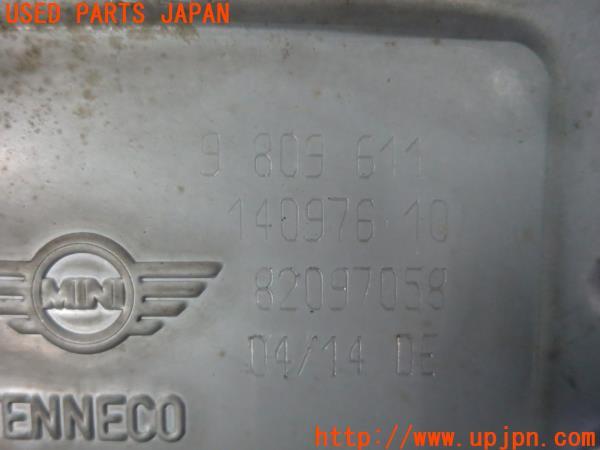 USED PARTS JAPAN
9 809 611
140976 10
82097058
MINI
04/14 DE
ENNECO
http://www.upjpn.com